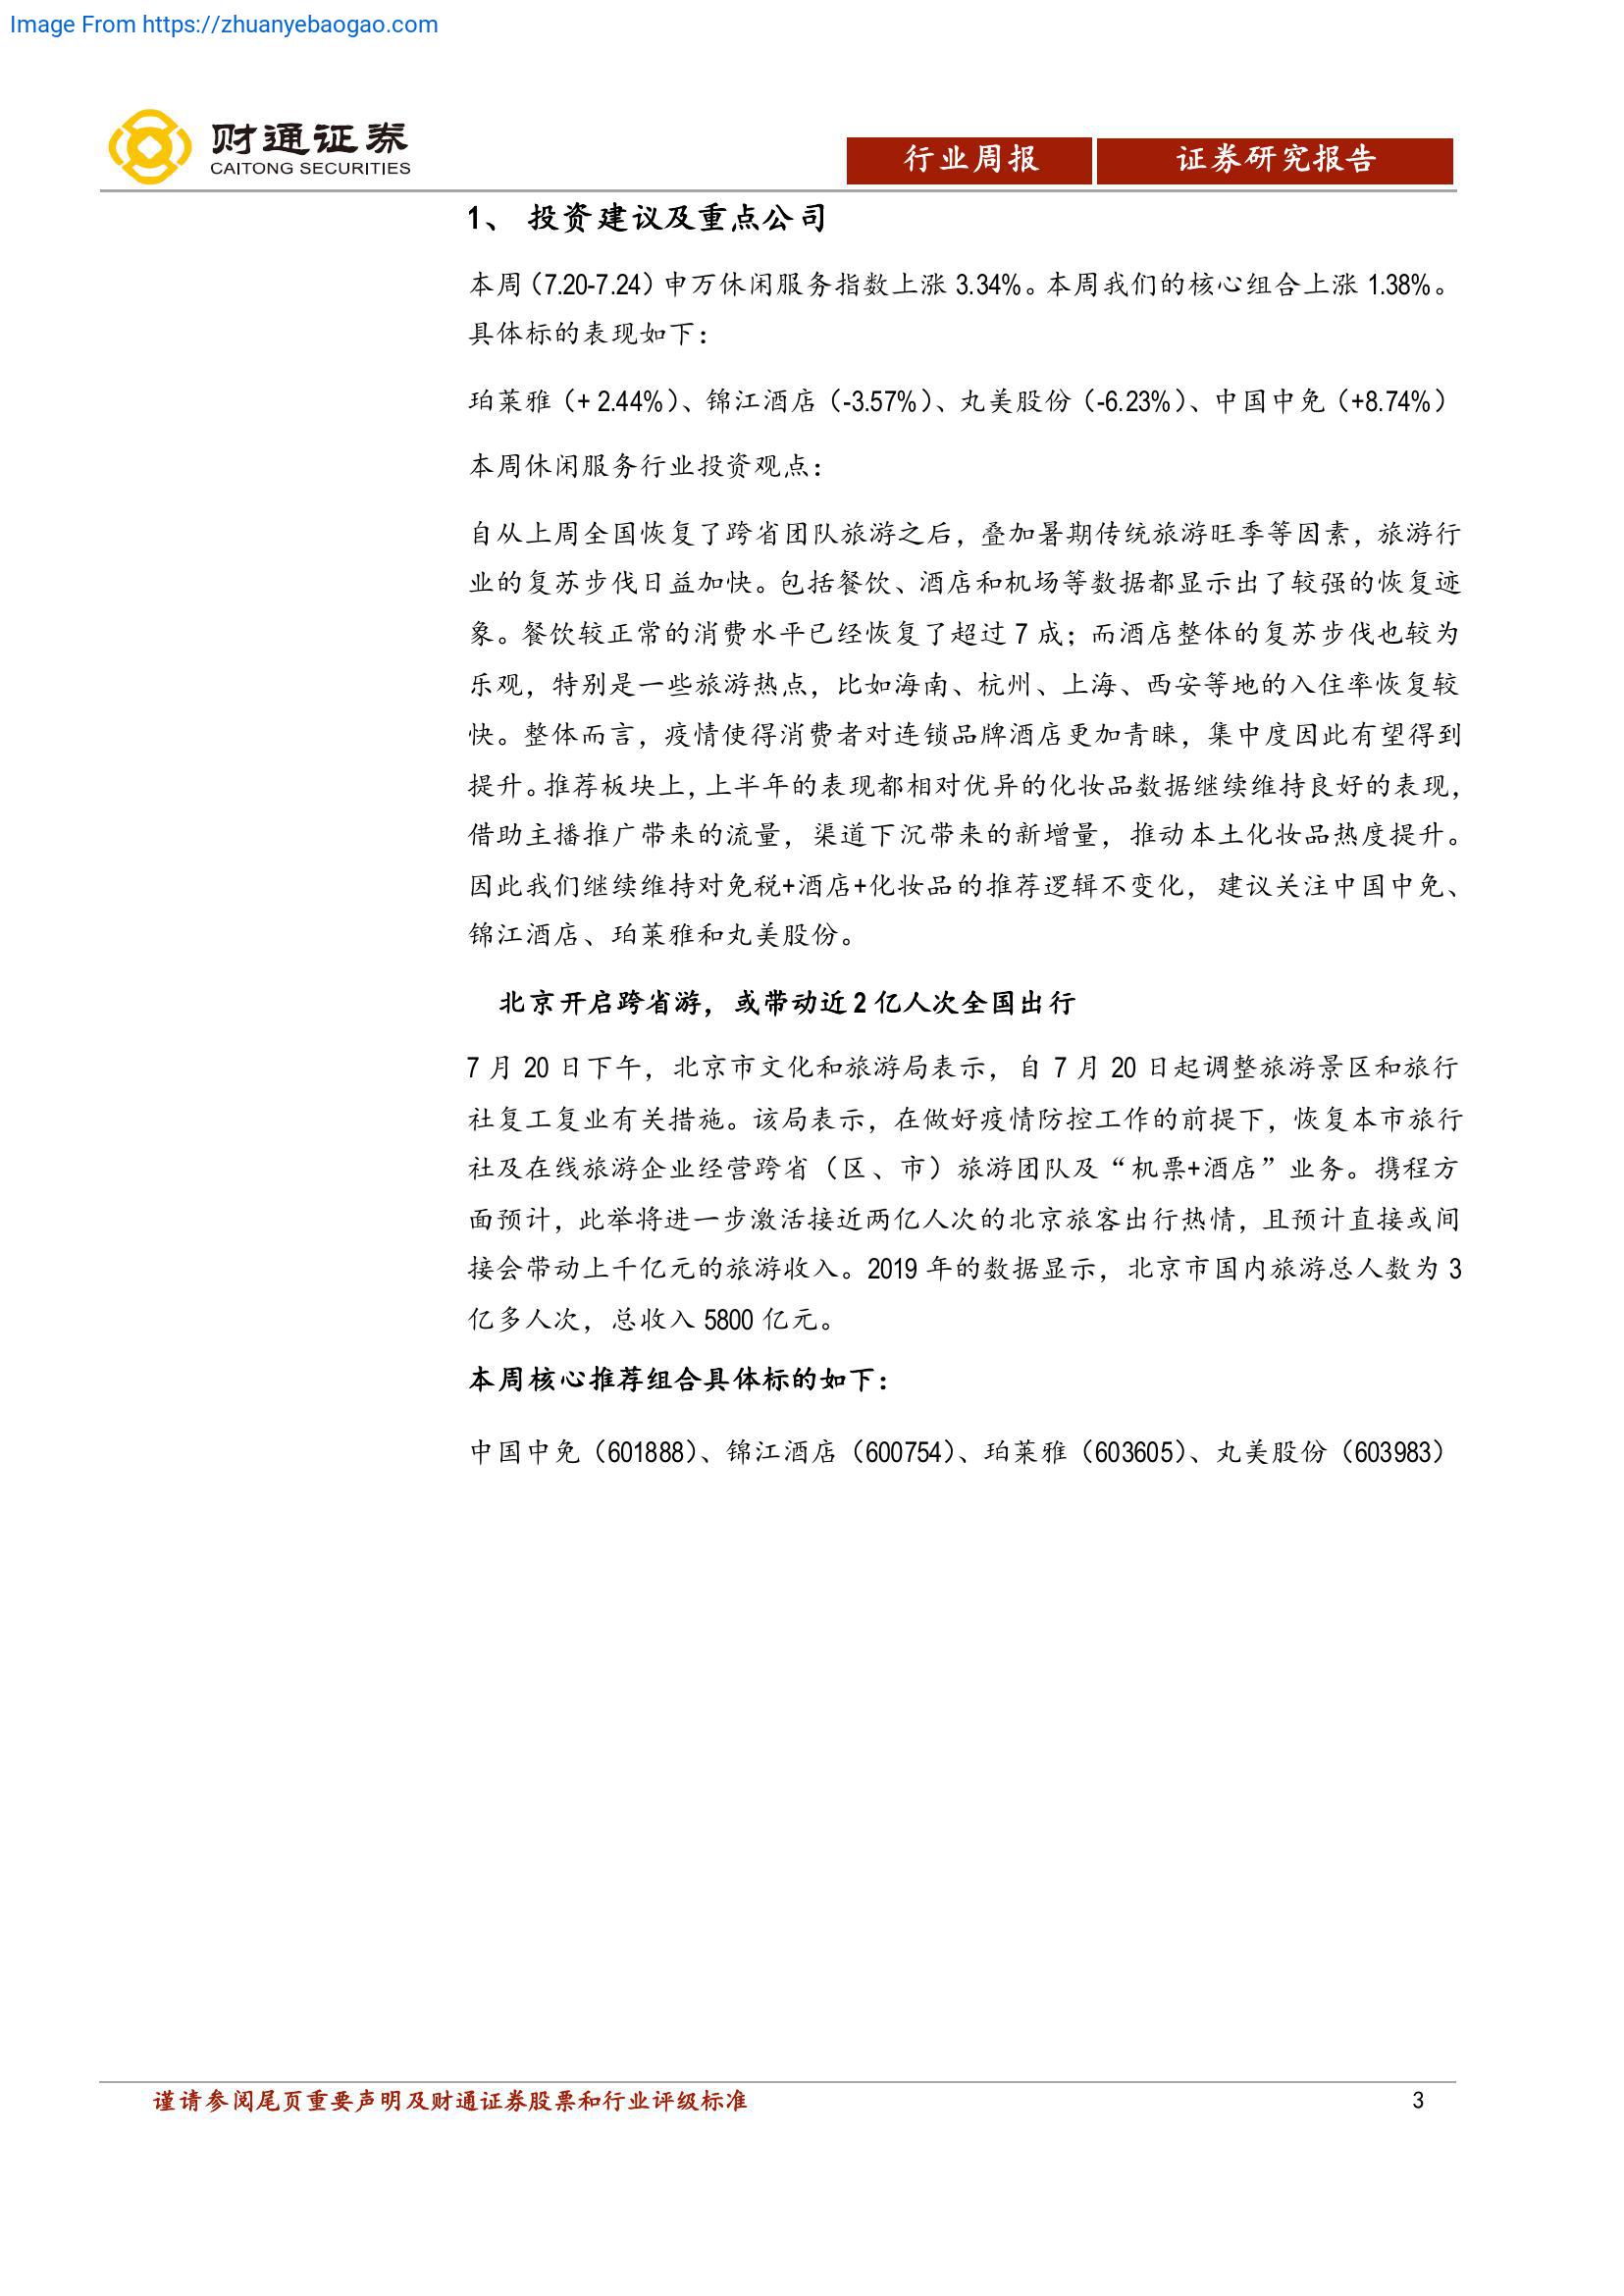 Image From https://zhuanyebaogao.com
财通证券
CAITONG SECURITIES
行业周报
证券研究报告
1、 投资建议及重点公司
本周（7.20-7.24）申万休闲服务指数上涨 3.34%。本周我们的核心组合上涨 1.38%。
具体标的表现如下：
珀莱雅（+ 2.44%）、锦江酒店（-3.57%）、丸美股份（-6.23%）、中国中免（+8.74%）
本周休闲服务行业投资观点：
自从上周全国恢复了跨省团队旅游之后，叠加暑期传统旅游旺季等因素，旅游行
业的复苏步伐日益加快。包括餐饮、酒店和机场等数据都显示出了较强的恢复迹
象。餐饮较正常的消费水平已经恢复了超过 7 成；而酒店整体的复苏步伐也较为
乐观，特别是一些旅游热点，比如海南、杭州、上海、西安等地的入住率恢复较
快。整体而言，疫情使得消费者对连锁品牌酒店更加青睐，集中度因此有望得到
提升。推荐板块上，上半年的表现都相对优异的化妆品数据继续维持良好的表现，
借助主播推广带来的流量，渠道下沉带来的新增量，推动本土化妆品热度提升。
因此我们继续维持对免税+酒店+化妆品的推荐逻辑不变化， 建议关注中国中免、
锦江酒店、珀莱雅和丸美股份。
北京开启跨省游，或带动近 2 亿人次全国出行
7 月 20 日下午，北京市文化和旅游局表示，自 7 月 20 日起调整旅游景区和旅行
社复工复业有关措施。该局表示，在做好疫情防控工作的前提下，恢复本市旅行
社及在线旅游企业经营跨省（区、市）旅游团队及“机票+酒店”业务。携程方
面预计，此举将进一步激活接近两亿人次的北京旅客出行热情，且预计直接或间
接会带动上千亿元的旅游收入。2019 年的数据显示，北京市国内旅游总人数为 3
亿多人次，总收入 5800 亿元。
本周核心推荐组合具体标的如下：
中国中免（601888）、锦江酒店（600754）、珀莱雅（603605）、丸美股份（603983）
谨请参阅尾页重要声明及财通证券股票和行业评级标准
3